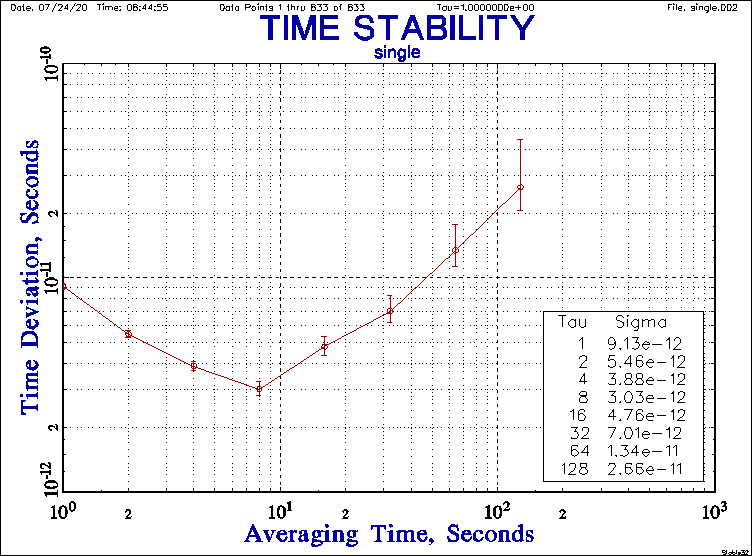 Date: 07/24/20 Time: 08:44:55 Data Points 1 thru 833 of 833 Tau=1.0000000e+00 File: single.002
TIME STABILITY
single
Time Deviation, Seconds
10⁻¹⁰
2
10⁻¹¹
2
10⁻¹²
Tau Sigma
1 9.13e-12
2 5.46e-12
4 3.88e-12
8 3.03e-12
16 4.76e-12
32 7.01e-12
64 1.34e-11
128 2.66e-11
10⁰ 2 10¹ 2 10² 2 10³
Averaging Time, Seconds
Stable32